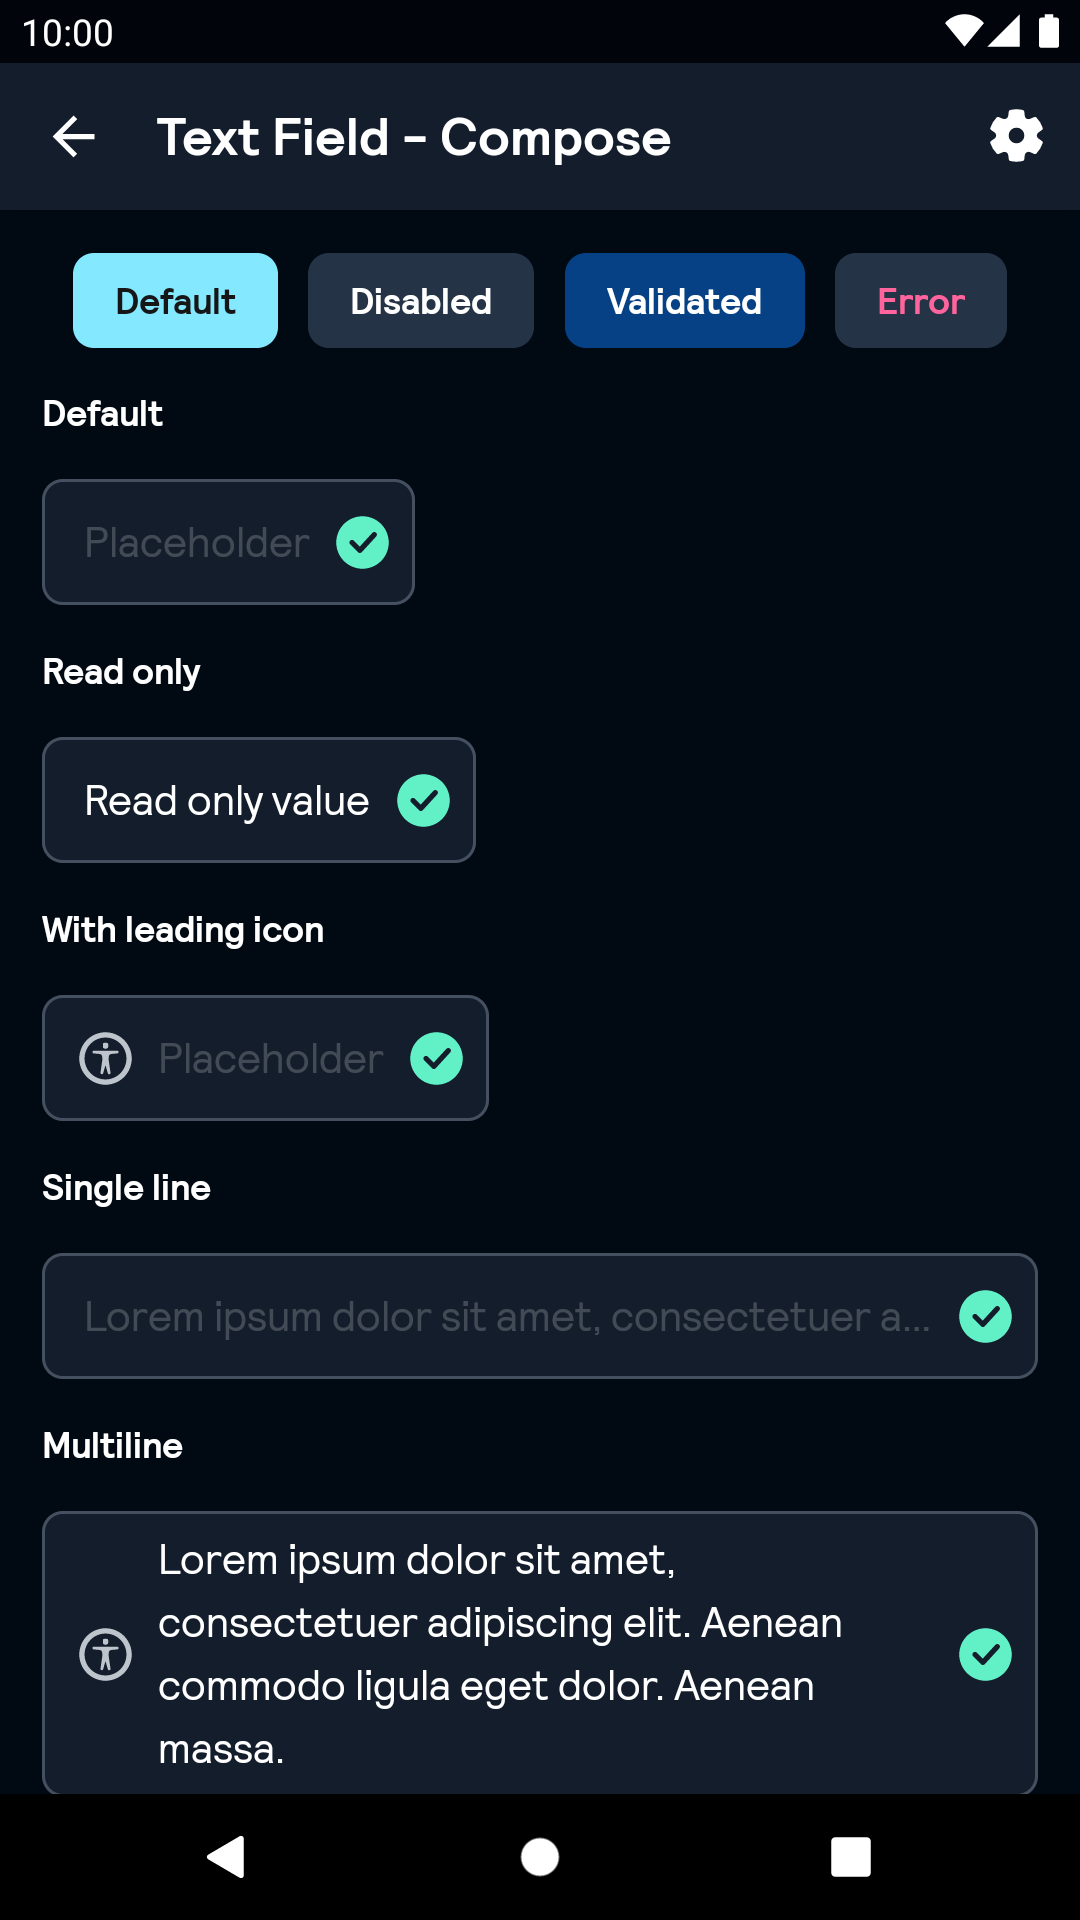 10:00
Text Field - Compose
Default
Disabled
Validated
Error
Default
Placeholder
Read only
Read only value
With leading icon
Placeholder
Single line
Lorem ipsum dolor sit amet, consectetuer a...
Multiline
Lorem ipsum dolor sit amet,
consectetuer adipiscing elit. Aenean
commodo ligula eget dolor. Aenean
massa.